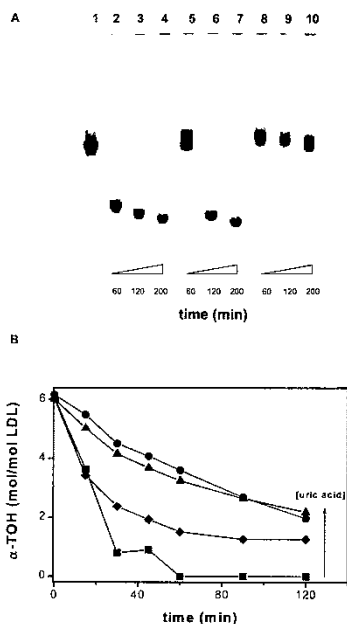 A
1 2 3 4 5 6 7 8 9 10
60 120 200 60 120 200 60 120 200
time (min)
B
α-TOH (mol/mol LDL)
6
4
2
0
[uric acid]
0 40 80 120
time (min)